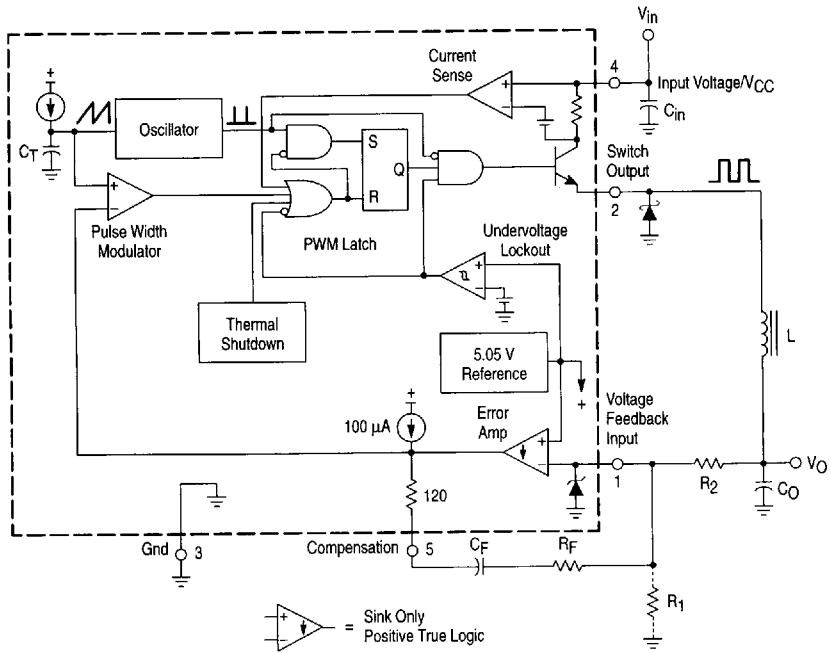 Vin
4
Input Voltage/VCC
Cin
Current
Sense
+
−
+
Oscillator
CT
S
Q
R
Switch
Output
2
+
−
Pulse Width
Modulator
PWM Latch
Undervoltage
Lockout
+
−
Thermal
Shutdown
5.05 V
Reference
+
L
+
100 µA
Error
Amp
+
−
Voltage
Feedback
Input
1
R2
VO
CO
120
Gnd
3
Compensation
5
CF
RF
R1
+
−
= Sink Only
Positive True Logic